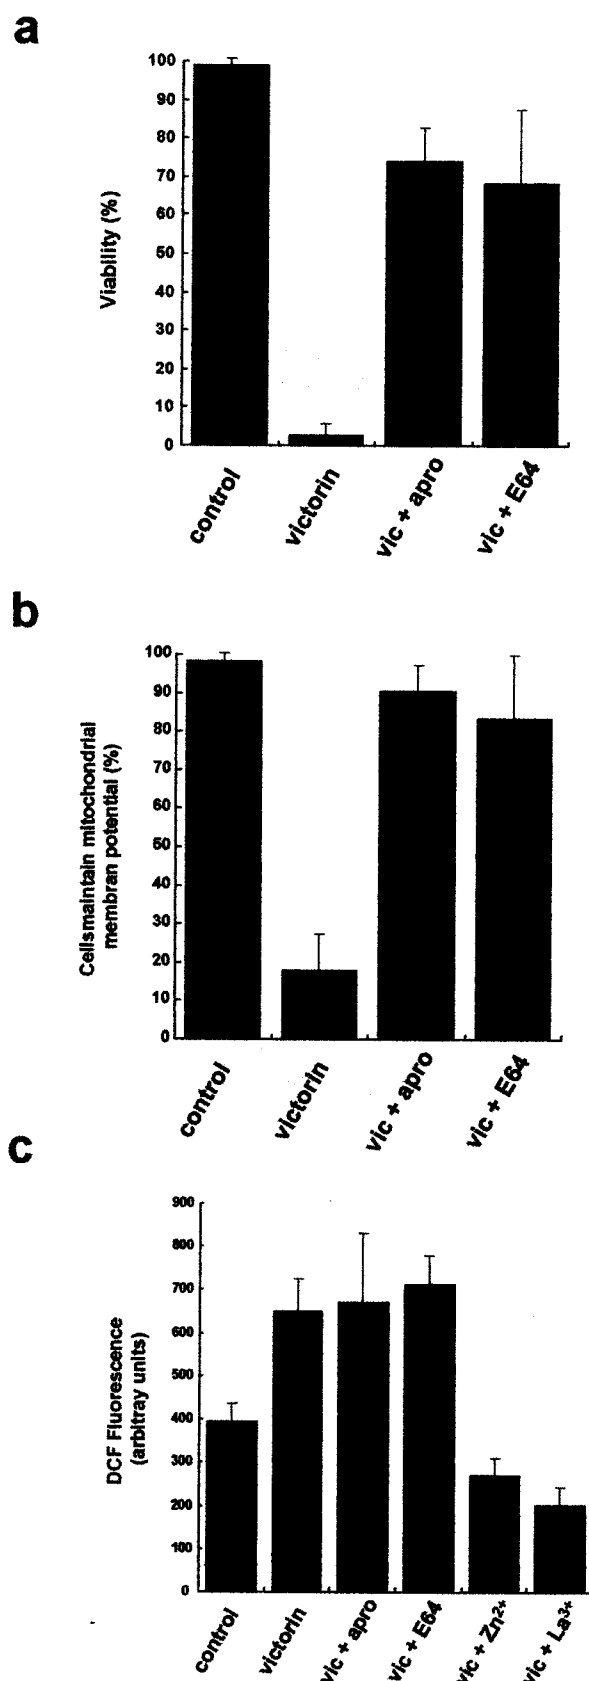 a
100
90
80
70
60
50
40
30
20
10
0
Viability (%)
control
victorin
vic + apro
vic + E64
b
100
90
80
70
60
50
40
30
20
10
0
Cellsmaintain mitochondrial
membran potential (%)
control
victorin
vic + apro
vic + E64
c
900
800
700
600
500
400
300
200
100
0
DCF Fluorescence
(arbitray units)
control
victorin
vic + apro
vic + E64
vic + Zn²⁺
vic + La³⁺